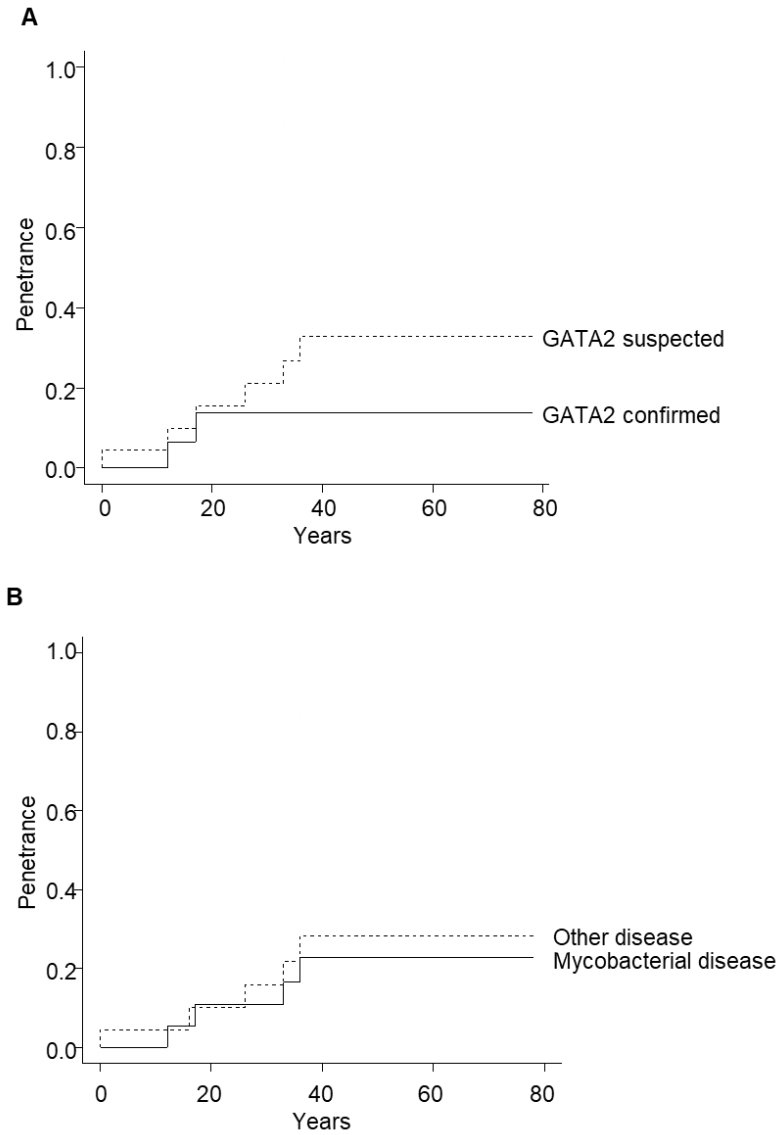 A
1.0
0.8
0.6
0.4
0.2
0.0
Penetrance
GATA2 suspected
GATA2 confirmed
0 20 40 60 80
Years
B
1.0
0.8
0.6
0.4
0.2
0.0
Penetrance
Other disease
Mycobacterial disease
0 20 40 60 80
Years